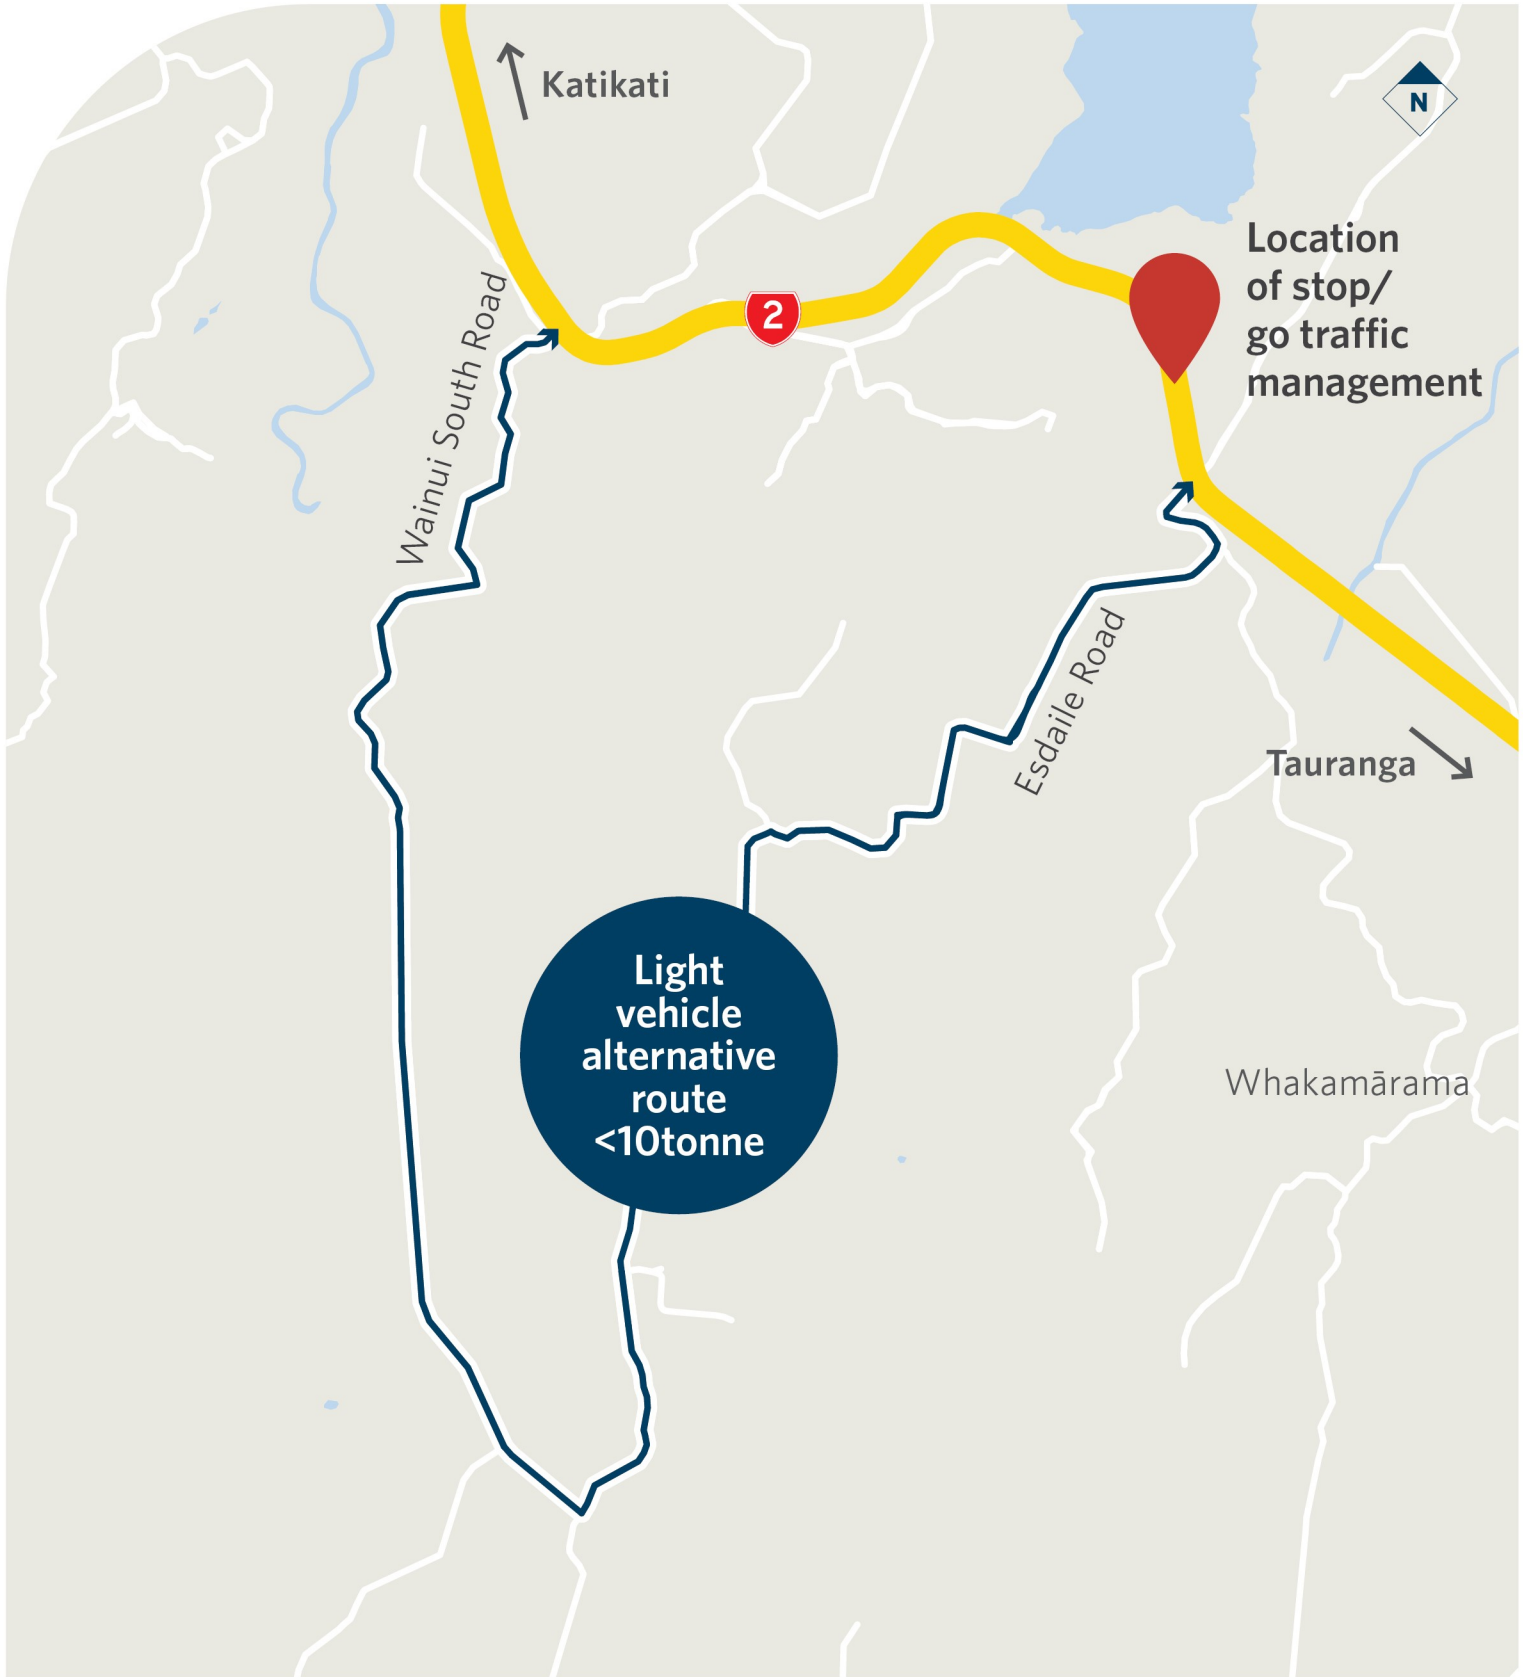 Katikati
N
Location
of stop/
go traffic
management
2
Wainui South Road
Esdaile Road
Tauranga
Light
vehicle
alternative
route
<10tonne
Whakamārama